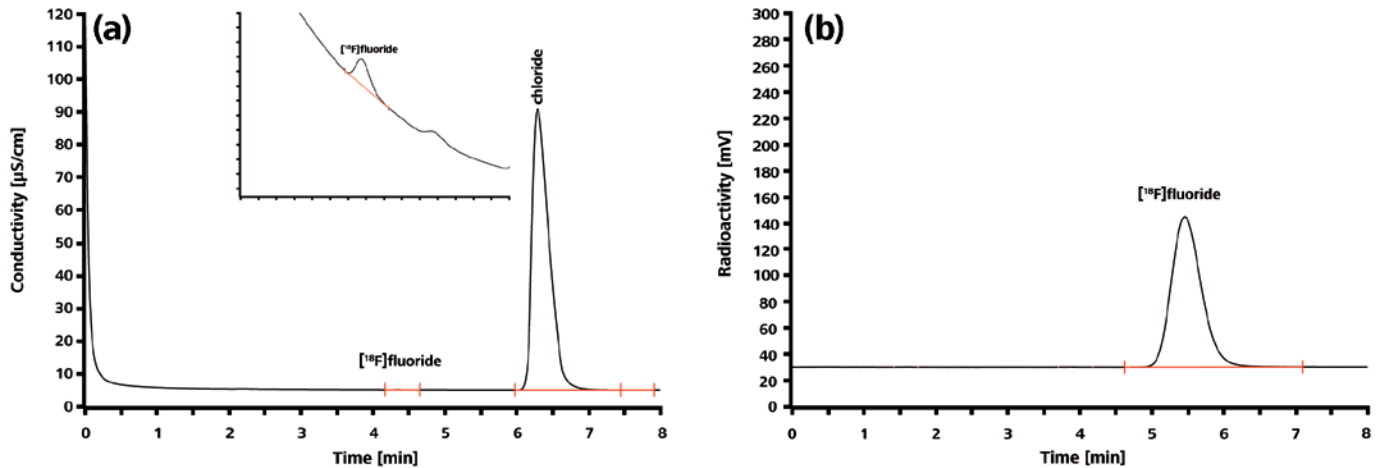 (a)
Conductivity [µS/cm]
120
110
100
90
80
70
60
50
40
30
20
10
0
[¹⁸F]fluoride
chloride
[¹⁸F]fluoride
0 1 2 3 4 5 6 7 8
Time [min]
(b)
Radioactivity [mV]
300
280
260
240
220
200
180
160
140
120
100
80
60
40
20
0
[¹⁸F]fluoride
0 1 2 3 4 5 6 7 8
Time [min]